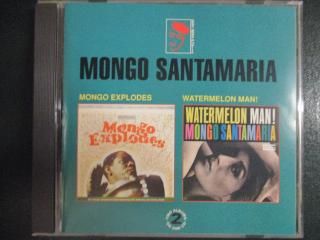 MONGO SANTAMARIA
MONGO EXPLODES
WATERMELON MAN!
Mongo
Explodes
WATERMELON MAN!
MONGO SANTAMARIA
2